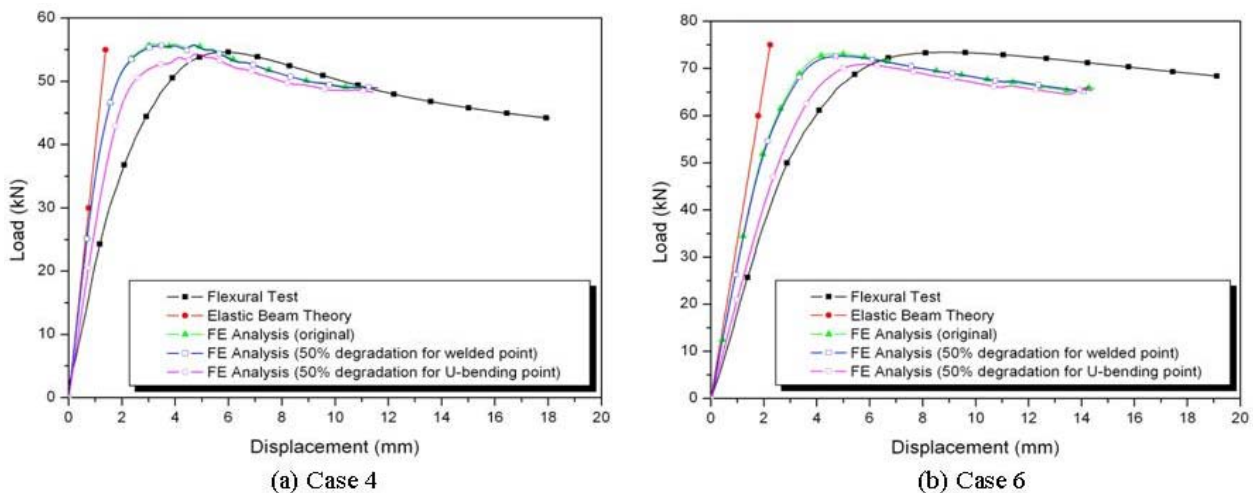 60
50
40
30
20
10
0
Load (kN)
Flexural Test
Elastic Beam Theory
FE Analysis (original)
FE Analysis (50% degradation for welded point)
FE Analysis (50% degradation for U-bending point)
0 2 4 6 8 10 12 14 16 18 20
Displacement (mm)
(a) Case 4
80
70
60
50
40
30
20
10
0
Load (kN)
Flexural Test
Elastic Beam Theory
FE Analysis (original)
FE Analysis (50% degradation for welded point)
FE Analysis (50% degradation for U-bending point)
0 2 4 6 8 10 12 14 16 18 20
Displacement (mm)
(b) Case 6